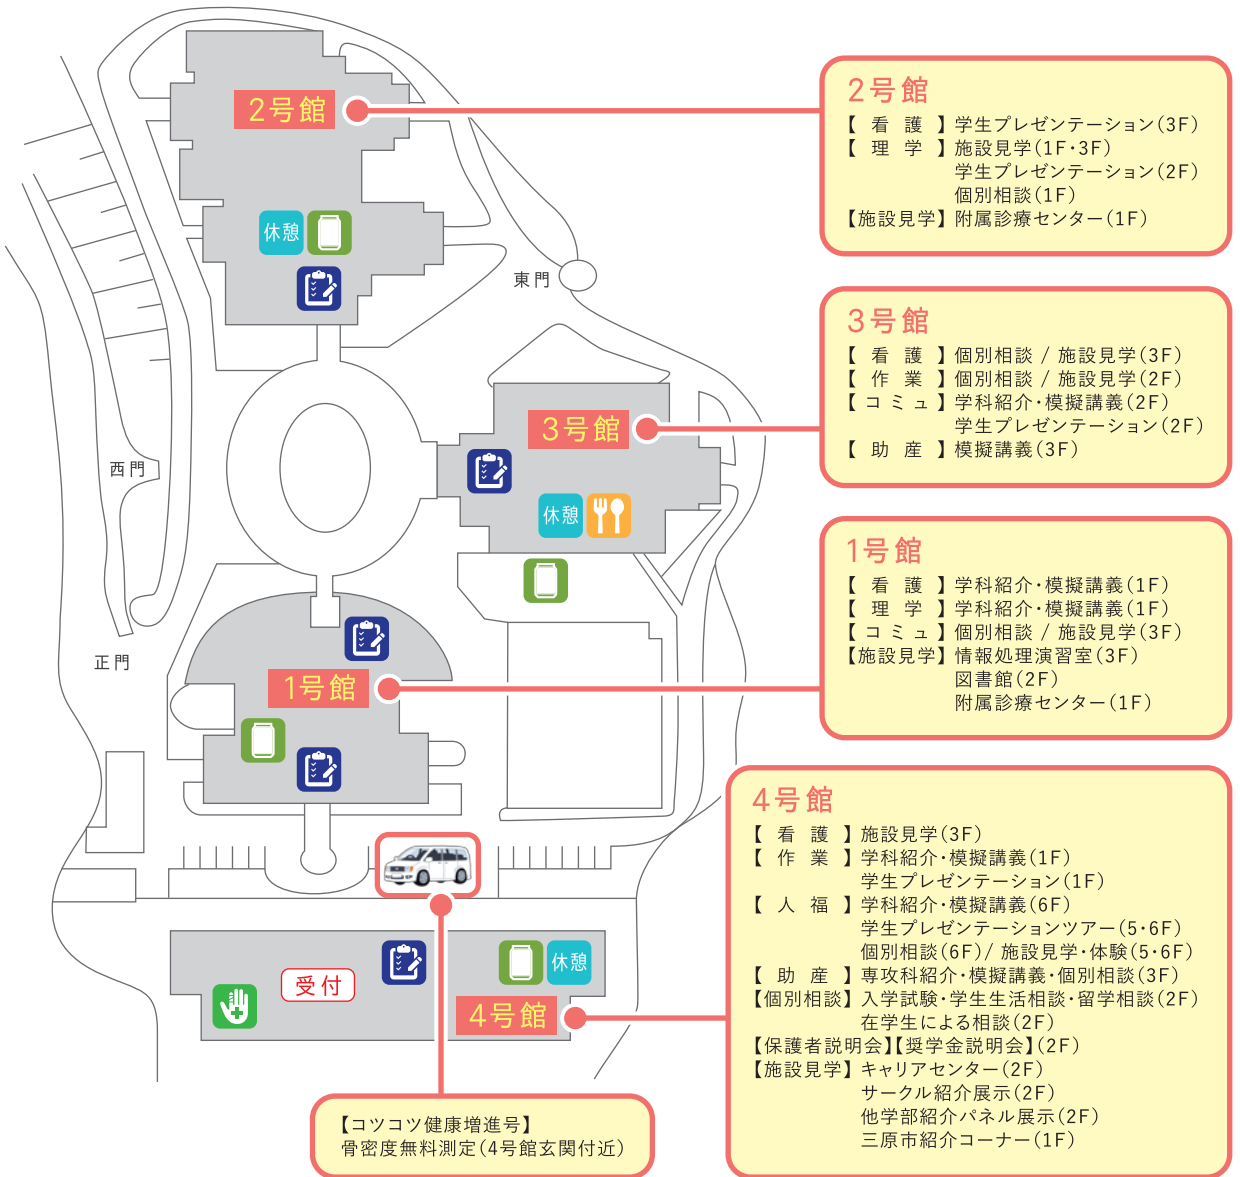 2号館
休憩
東門
3号館
休憩
西門
正門
1号館
受付
休憩
4号館
2号館
【看護】学生プレゼンテーション(3F)
【理学】施設見学(1F・3F)
学生プレゼンテーション(2F)
個別相談(1F)
【施設見学】附属診療センター(1F)
3号館
【看護】個別相談 / 施設見学(3F)
【作業】個別相談 / 施設見学(2F)
【コミュ】学科紹介・模擬講義(2F)
学生プレゼンテーション(2F)
【助産】模擬講義(3F)
1号館
【看護】学科紹介・模擬講義(1F)
【理学】学科紹介・模擬講義(1F)
【コミュ】個別相談 / 施設見学(3F)
【施設見学】情報処理演習室(3F)
図書館(2F)
附属診療センター(1F)
4号館
【看護】施設見学(3F)
【作業】学科紹介・模擬講義(1F)
学生プレゼンテーション(1F)
【人福】学科紹介・模擬講義(6F)
学生プレゼンテーションツアー(5・6F)
個別相談(6F)/ 施設見学・体験(5・6F)
【助産】専攻科紹介・模擬講義・個別相談(3F)
【個別相談】入学試験・学生生活相談・留学相談(2F)
在学生による相談(2F)
【保護者説明会】【奨学金説明会】(2F)
【施設見学】キャリアセンター(2F)
サークル紹介展示(2F)
他学部紹介パネル展示(2F)
三原市紹介コーナー(1F)
【コツコツ健康増進号】
骨密度無料測定(4号館玄関付近)